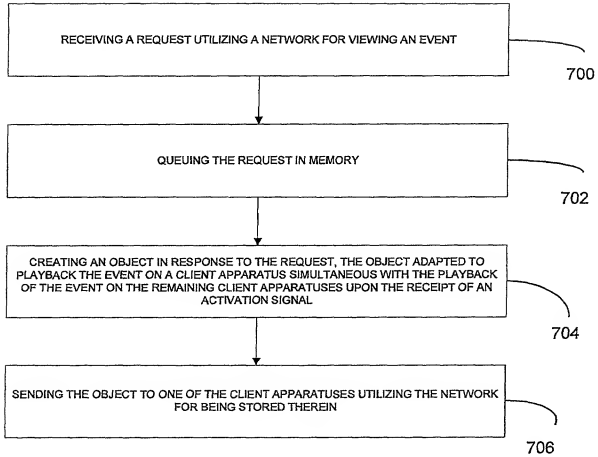 RECEIVING A REQUEST UTILIZING A NETWORK FOR VIEWING AN EVENT
700
QUEUING THE REQUEST IN MEMORY
702
CREATING AN OBJECT IN RESPONSE TO THE REQUEST, THE OBJECT ADAPTED TO
PLAYBACK THE EVENT ON A CLIENT APPARATUS SIMULTANEOUS WITH THE PLAYBACK
OF THE EVENT ON THE REMAINING CLIENT APPARATUSES UPON THE RECEIPT OF AN
ACTIVATION SIGNAL
704
SENDING THE OBJECT TO ONE OF THE CLIENT APPARATUSES UTILIZING THE NETWORK
FOR BEING STORED THEREIN
706